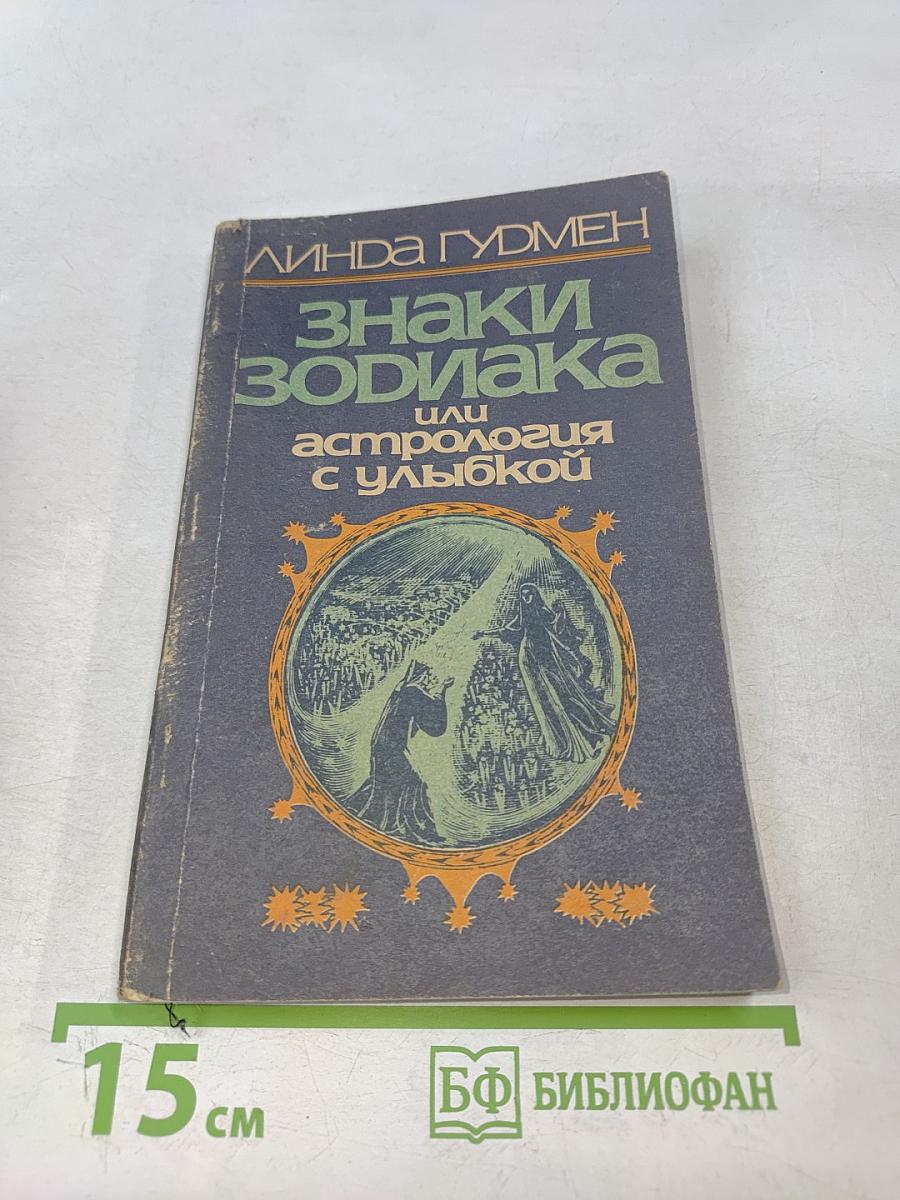 ЛИНДА ГУДМЕН
ЗНАКИ
ЗОДИАКА
ИЛИ
АСТРОЛОГИЯ
С УЛЫБКОЙ
15 см
БФ БИБЛИОФАН